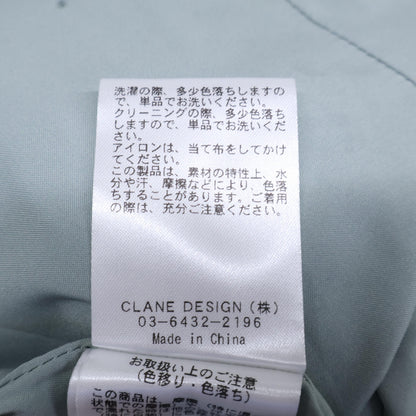 洗濯の際、多少色落ちしますの
で、単品でお洗いください。
クリーニングの際、多少色落ち
しますので、単品でお洗いくだ
さい。
アイロンは、当て布をしてかけ
てください。
この製品は、素材の特性上、水
分や汗、摩擦などにより、色落
ちすることがあります。ご着用
の際は、充分ご注意ください。
CLANE DESIGN（株）
03-6432-2196
Made in China
お取扱い上のご注意
（色移り・色落ち）
この商品は